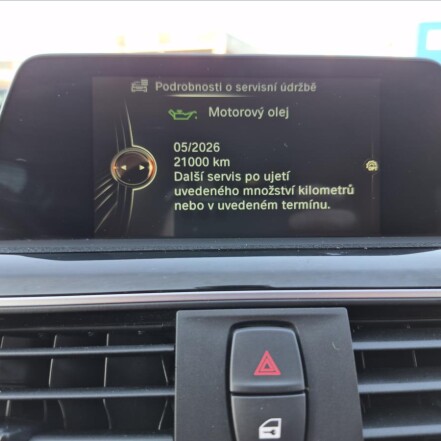 Podrobnosti o servisní údržbě
Motorový olej
05/2026
21000 km
Další servis po ujetí
uvedeného množství kilometrů
nebo v uvedeném termínu.